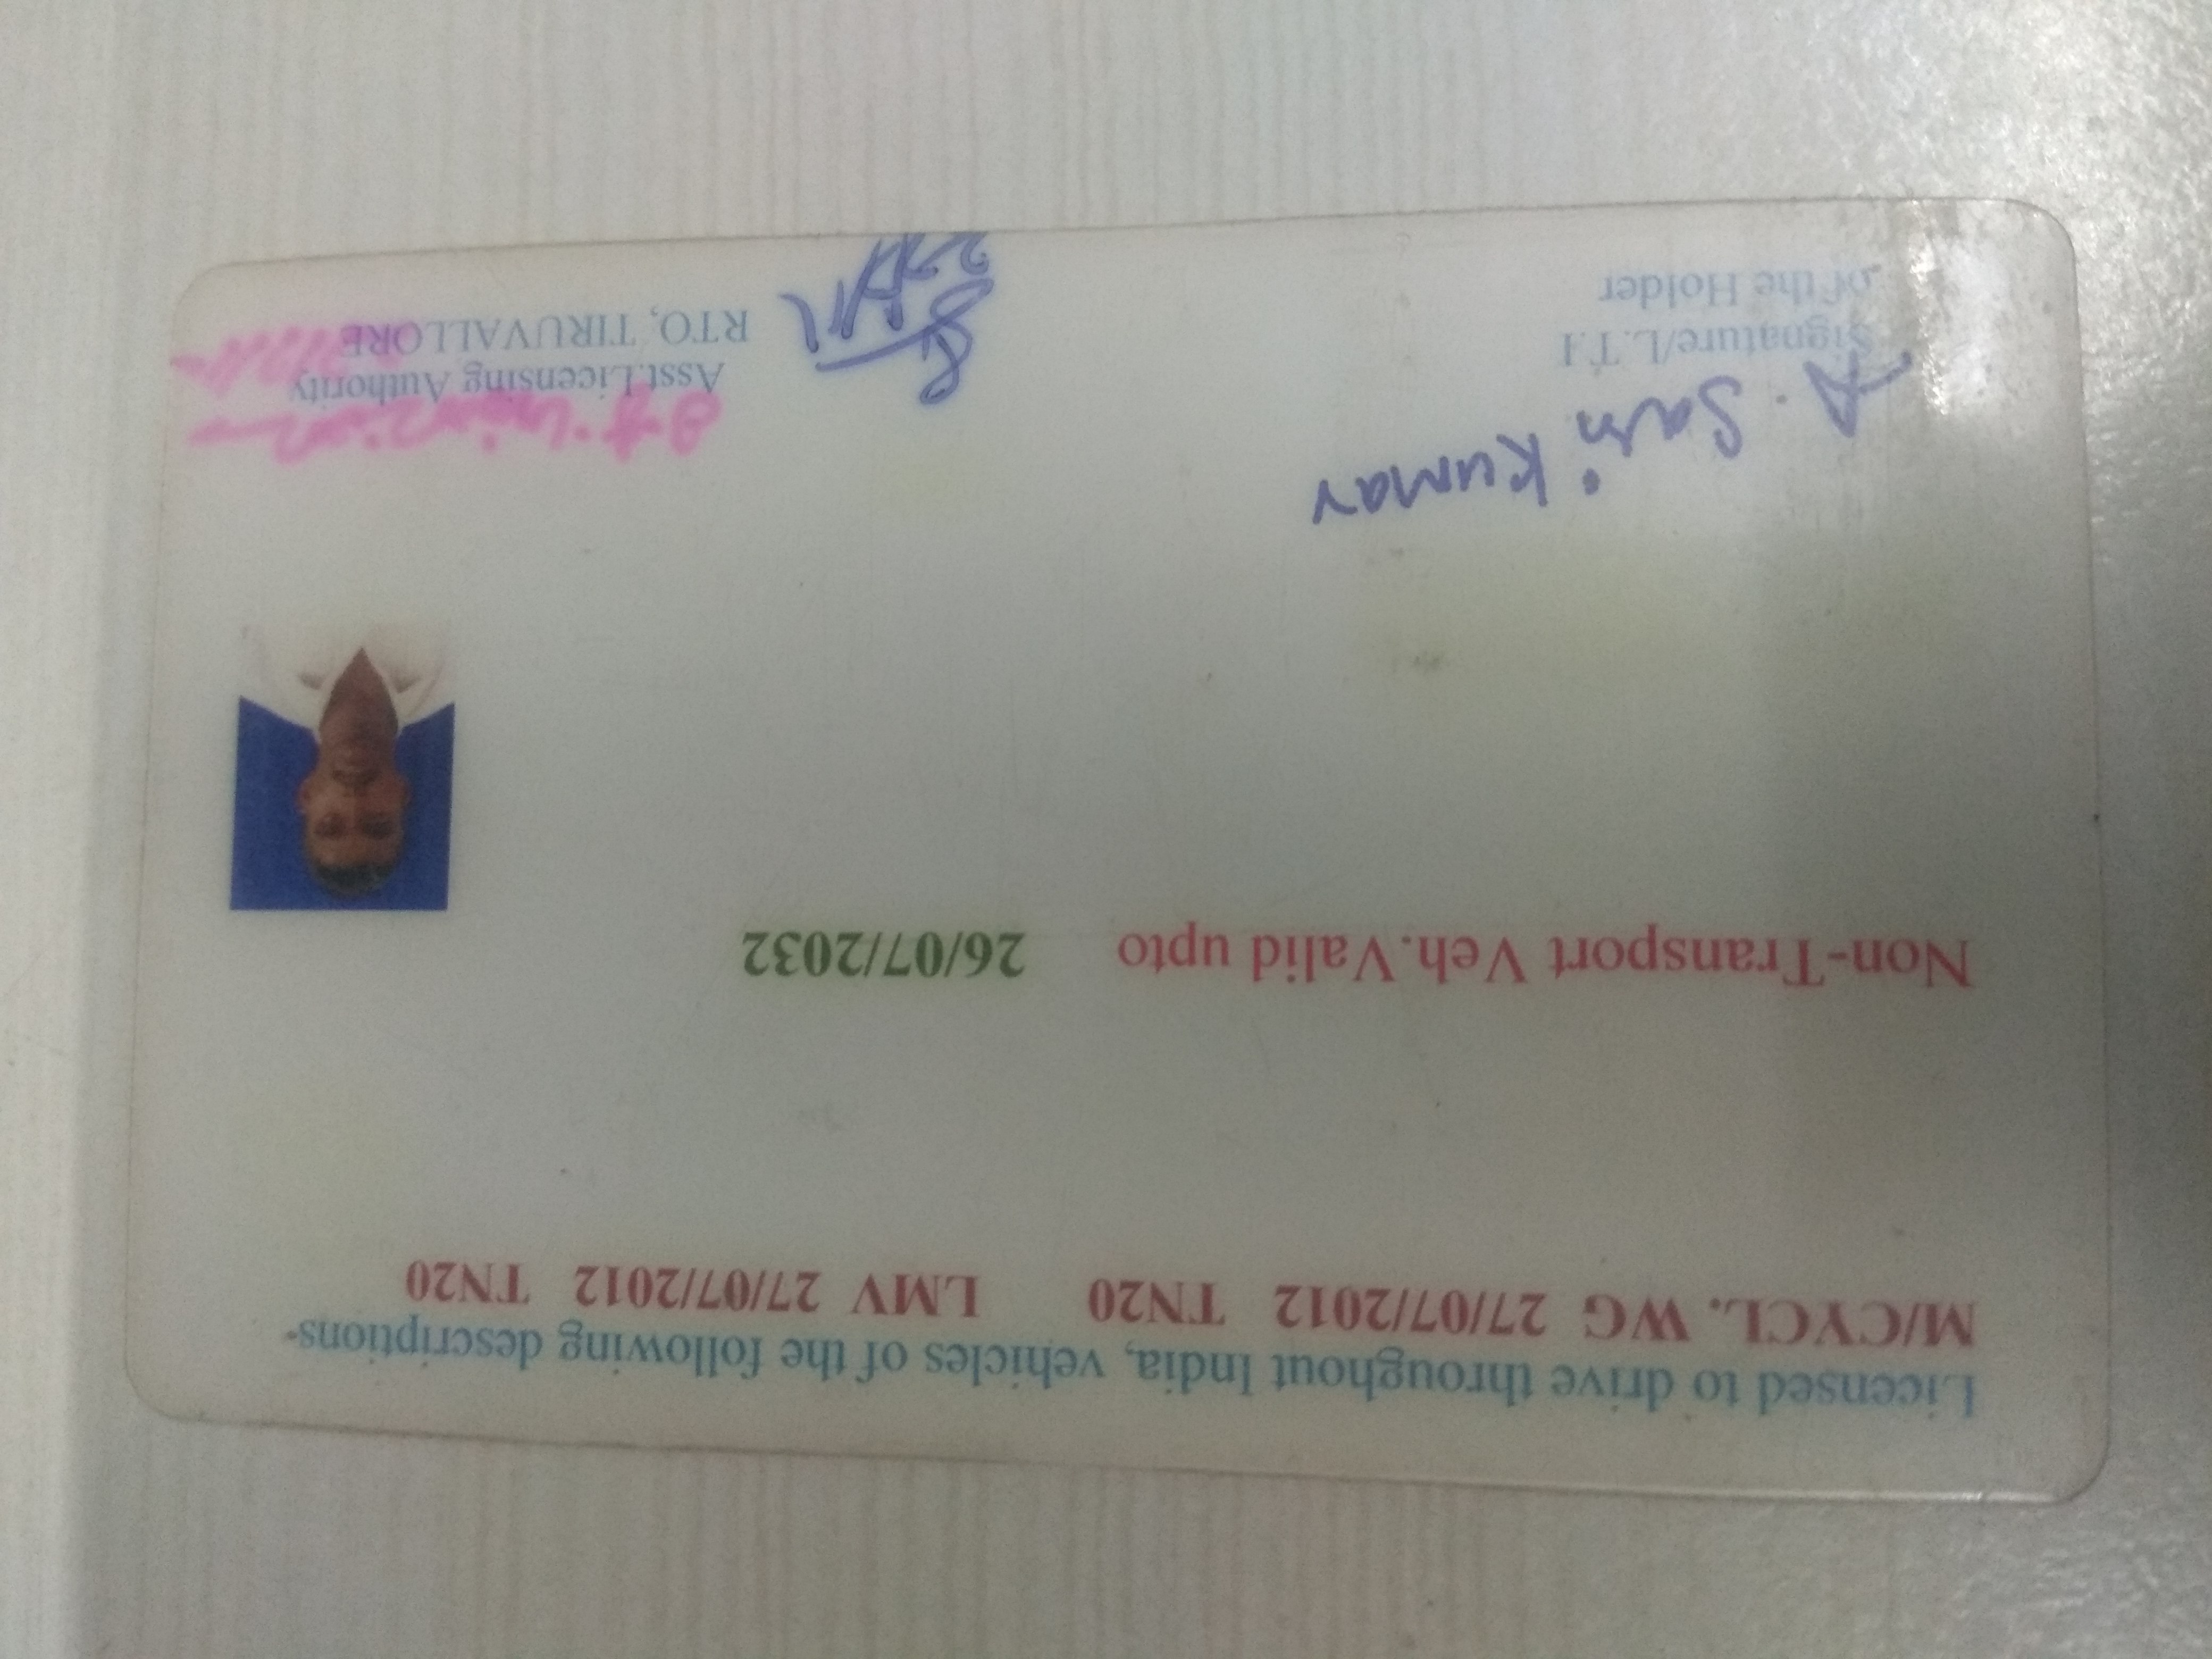 Licensed to drive throughout India, vehicles of the following descriptions-
M/CYCL. WG 27/07/2012 TN20 LMV 27/07/2012 TN20
Non-Transport Veh.Valid upto 26/07/2032
A. Kumar
Signature/L.T.I
of the Holder
Asst.Licensing Authority
RTO, TIRUVALLORE